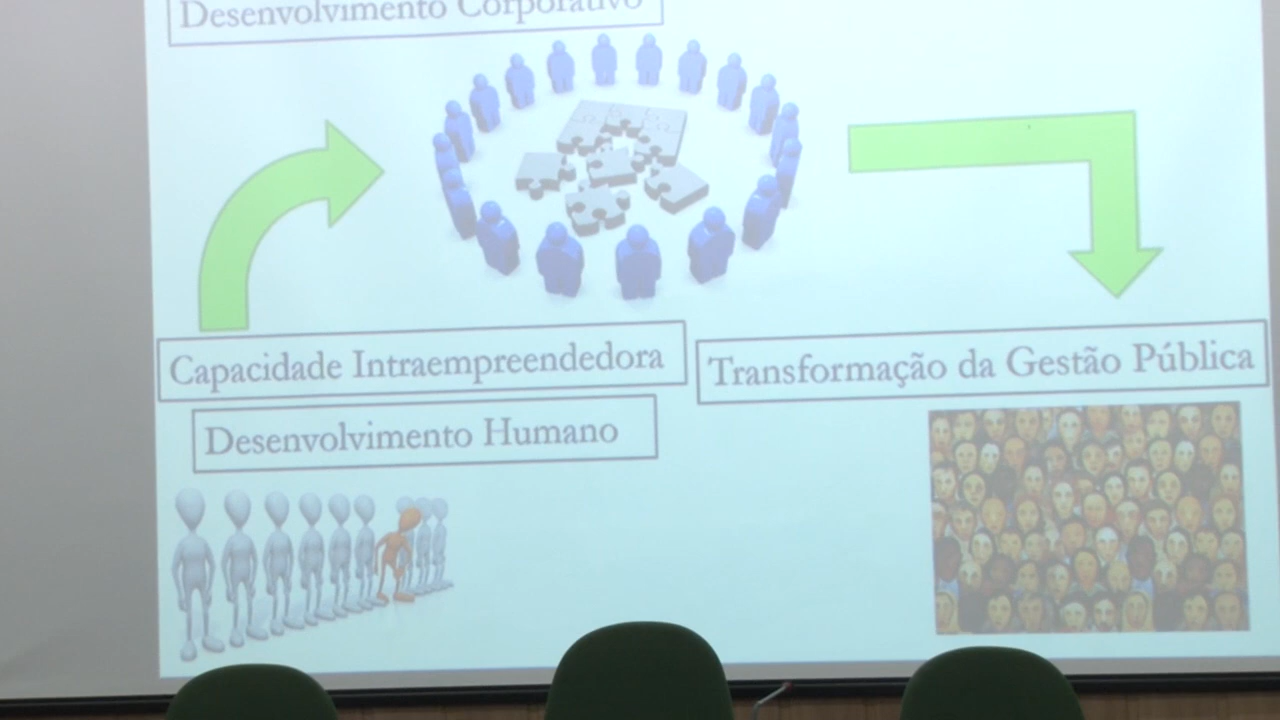 Desenvolvimento Corporativo
Capacidade Intraempreendedora
Transformação da Gestão Pública
Desenvolvimento Humano